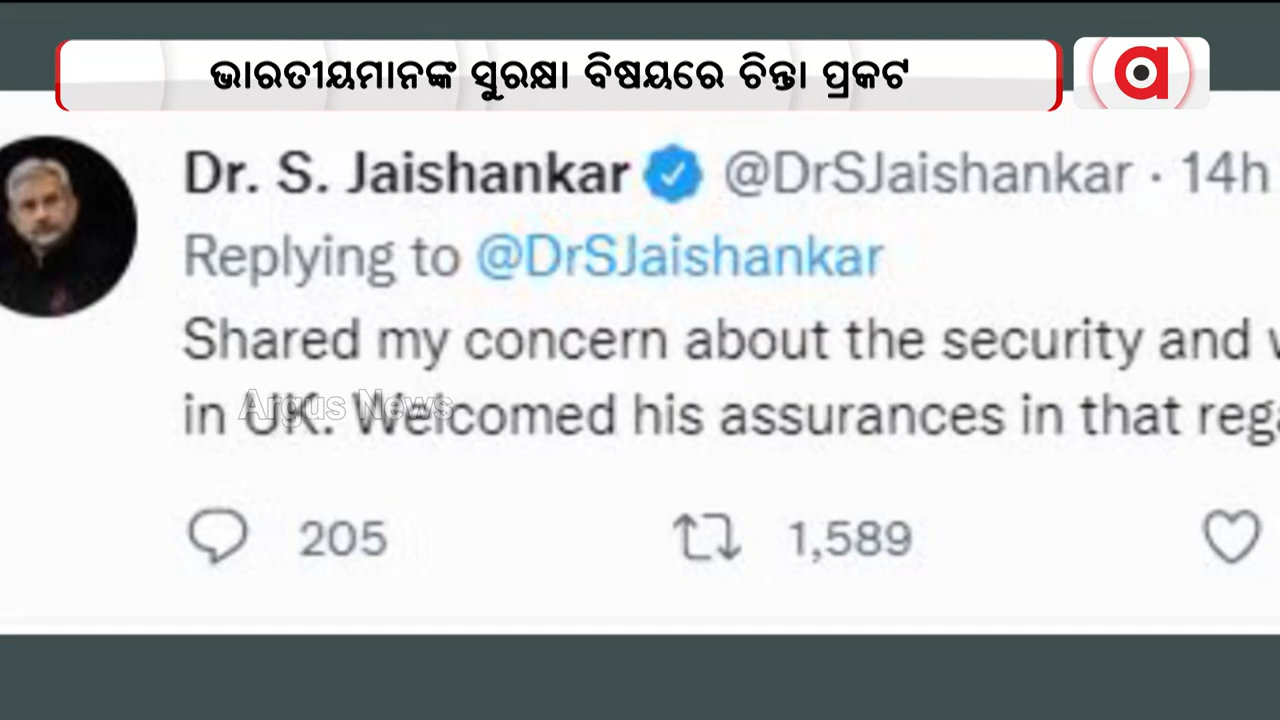 ଭାରତୀୟମାନଙ୍କ ସୁରକ୍ଷା ବିଷୟରେ ଚିନ୍ତା ପ୍ରକଟ
a
Dr. S. Jaishankar @DrSJaishankar · 14h
Replying to @DrSJaishankar
Shared my concern about the security and
in UK. Welcomed his assurances in that
Argus News
205 1,589